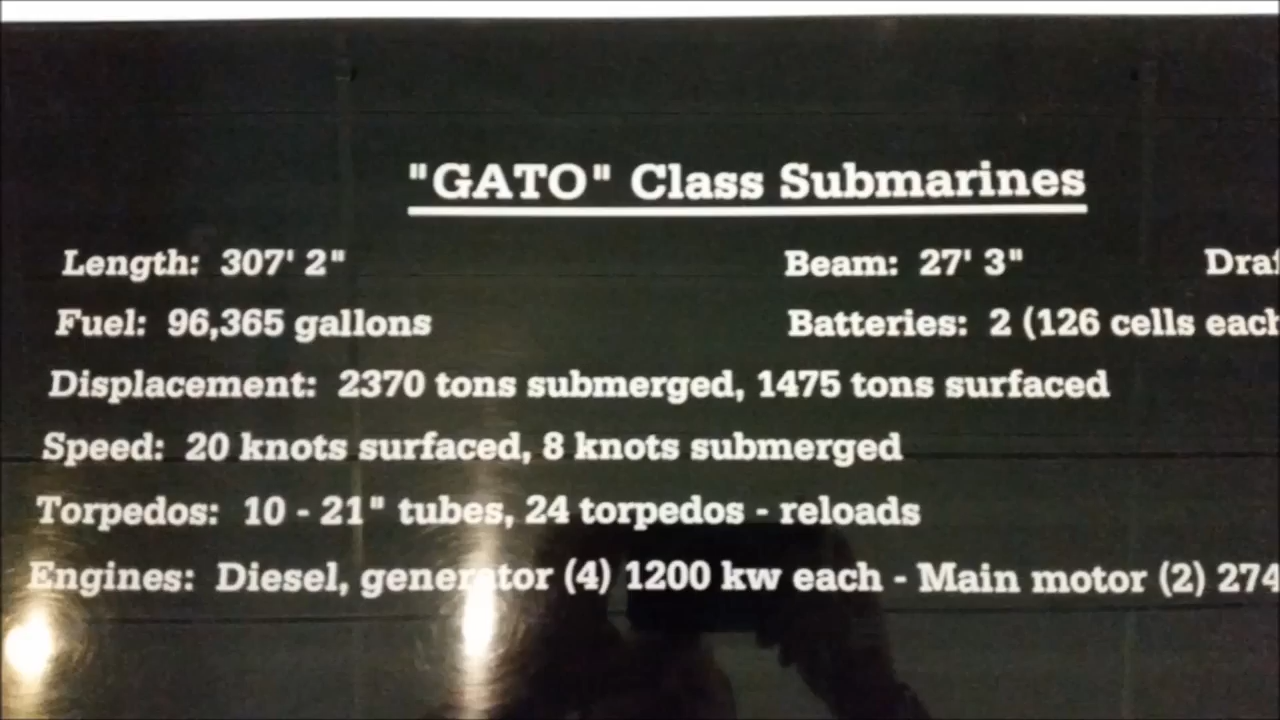 "GATO" Class Submarines
Length: 307' 2" Beam: 27' 3"
Fuel: 96,365 gallons Batteries: 2 (126 cells each
Displacement: 2370 tons submerged, 1475 tons surfaced
Speed: 20 knots surfaced, 8 knots submerged
Torpedos: 10 - 21" tubes, 24 torpedos - reloads
Engines: Diesel, generator (4) 1200 kw each - Main motor (2) 274